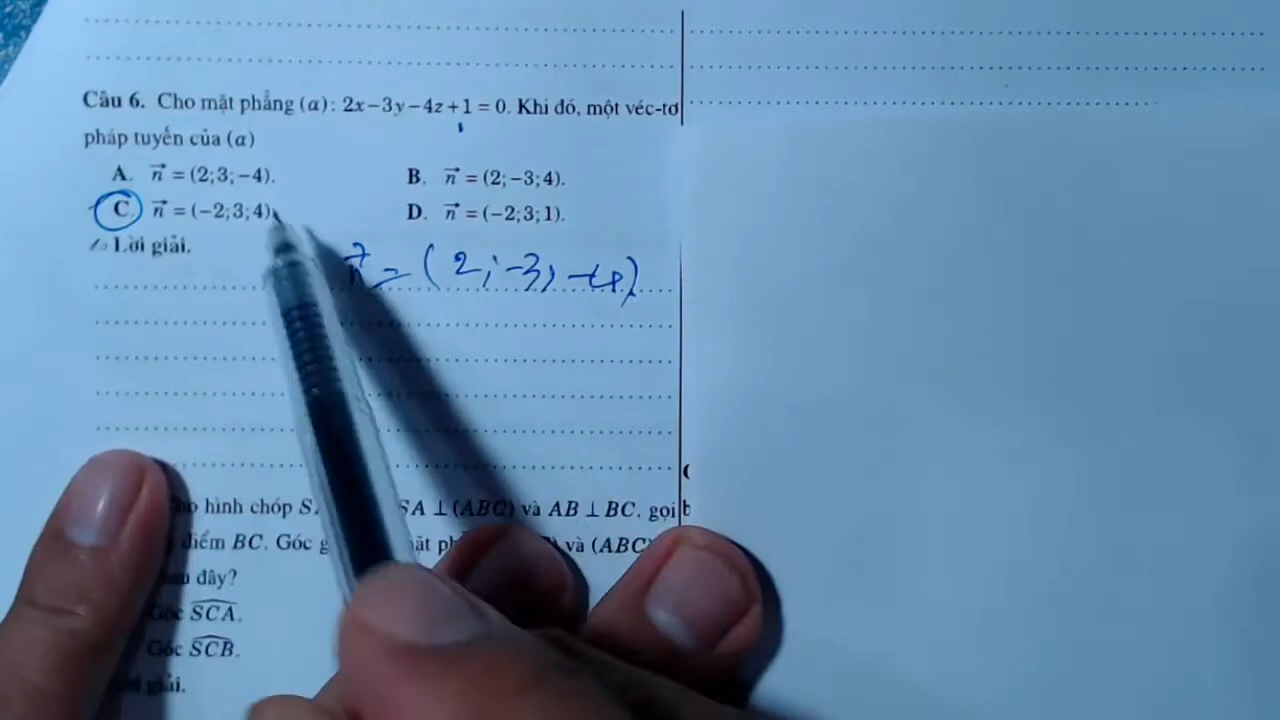 Câu 6. Cho mặt phẳng (α): 2x−3y−4z+1=0. Khi đó, một véc-tơ
pháp tuyến của (α)
A. n⃗ =(2;3;−4).
B. n⃗ =(2;−3;4).
C. n⃗ =(−2;3;4)
D. n⃗ =(−2;3;1).
Lời giải.
n⃗ = (2; -3; -4)
hình chóp SA ⊥(ABC) và AB ⊥ BC, gọi
điểm BC. Góc và (ABC)
đây?
Góc SCA.
Góc SCB.
giải.